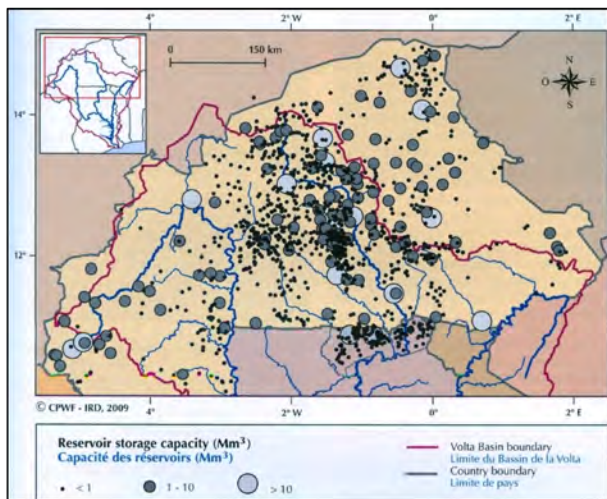 4° 2° W 0° 2° E
0 150 km
N
O E
S
14°
14°
12°
12°
© CPWF - IRD, 2009
4° 2° W 0° 2° E
Reservoir storage capacity (Mm³)
Capacité des réservoirs (Mm³)
< 1 1 - 10 > 10
Volta Basin boundary
Limite du Bassin de la Volta
Country boundary
Limite de pays